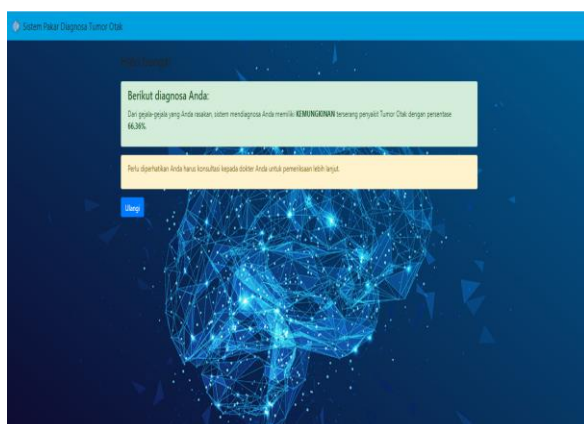 Sistem Pakar Diagnosa Tumor Otak
Berikut diagnosa Anda:
Dari gejala-gejala yang Anda rasakan, sistem mendiagnosa Anda memiliki KEMUNGKINAN terserang penyakit Tumor Otak dengan persentase
66.36%.
Perlu diperhatikan Anda harus konsultasi kepada dokter Anda untuk pemeriksaan lebih lanjut.
Ulangi